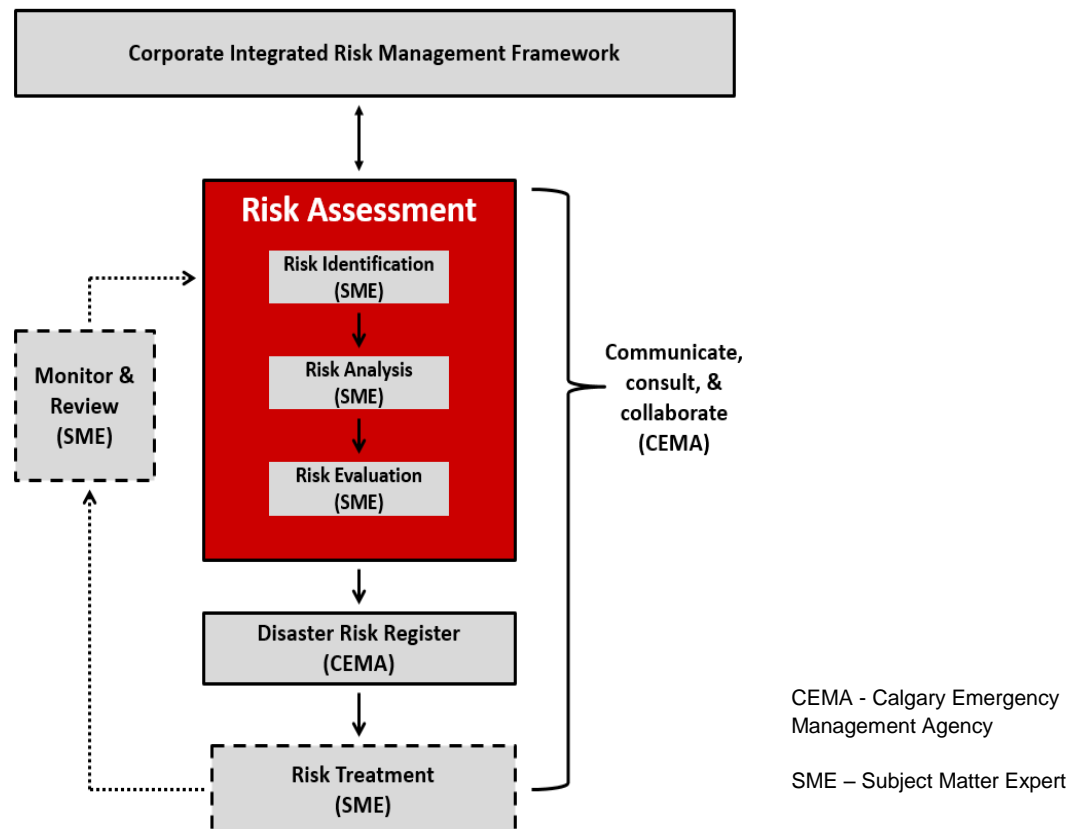 Corporate Integrated Risk Management Framework
Risk Assessment
Risk Identification
(SME)
Risk Analysis
(SME)
Risk Evaluation
(SME)
Monitor &
Review
(SME)
Communicate,
consult, &
collaborate
(CEMA)
Disaster Risk Register
(CEMA)
Risk Treatment
(SME)
CEMA - Calgary Emergency
Management Agency
SME – Subject Matter Expert